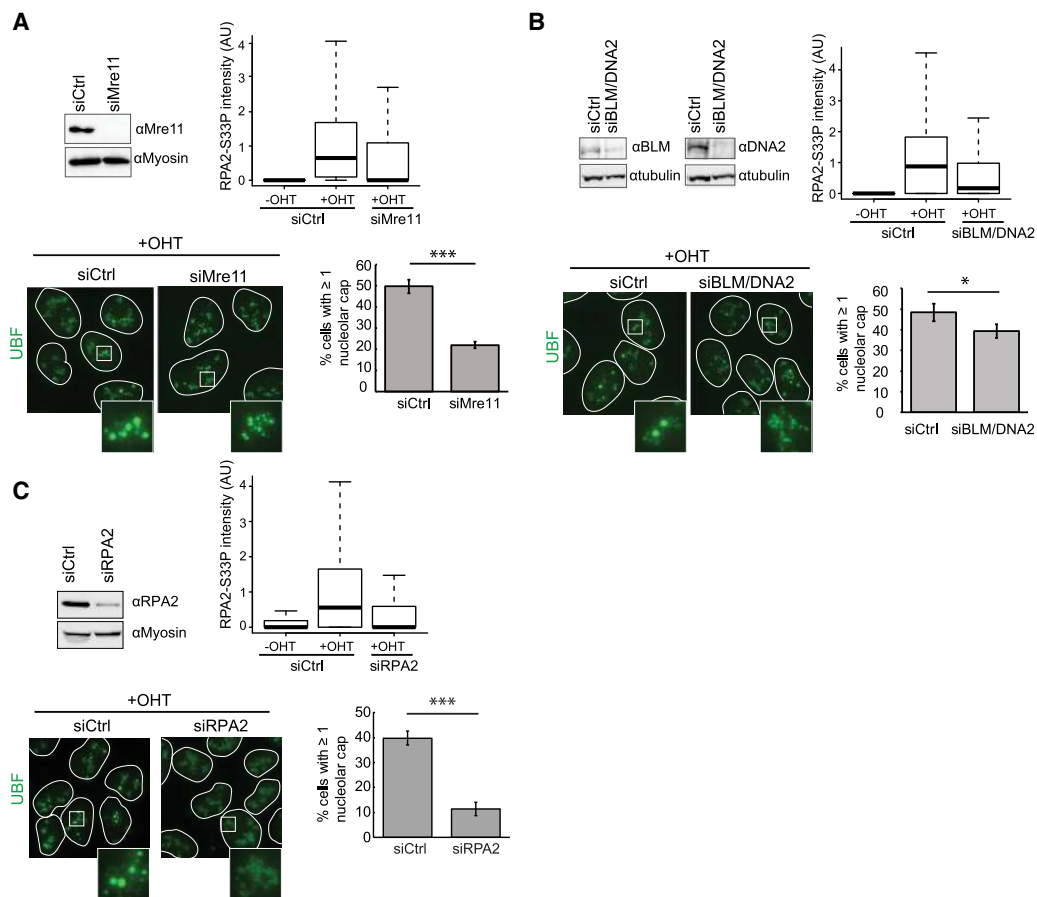 A
siCtrl
siMre11
αMre11
αMyosin
RPA2-S33P intensity (AU)
4
3
2
1
0
-OHT
+OHT
+OHT
siCtrl
siMre11
+OHT
siCtrl
siMre11
UBF
% cells with ≥ 1
nucleolar cap
60
50
40
30
20
10
0
***
siCtrl
siMre11
B
siCtrl
siBLM/DNA2
αBLM
αtubulin
siCtrl
siBLM/DNA2
αDNA2
αtubulin
RPA2-S33P intensity (AU)
4
3
2
1
0
-OHT
+OHT
+OHT
siCtrl
siBLM/DNA2
+OHT
siCtrl
siBLM/DNA2
UBF
% cells with ≥ 1
nucleolar cap
60
50
40
30
20
10
0
*
siCtrl
siBLM/DNA2
C
siCtrl
siRPA2
αRPA2
αMyosin
RPA2-S33P intensity (AU)
4
3
2
1
0
-OHT
+OHT
+OHT
siCtrl
siRPA2
+OHT
siCtrl
siRPA2
UBF
% cells with ≥ 1
nucleolar cap
50
40
30
20
10
0
***
siCtrl
siRPA2